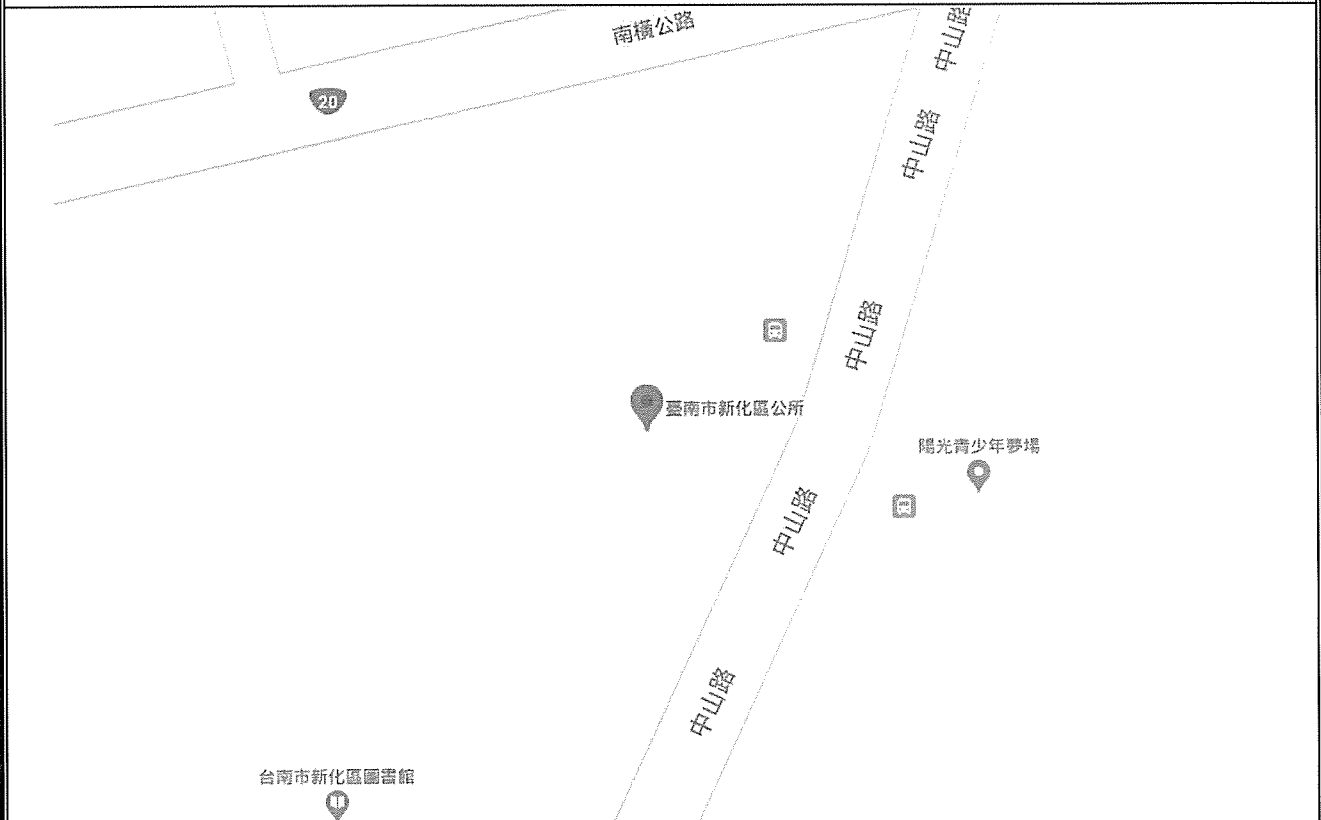 南橫公路
20
中山路
中山路
中山路
臺南市新化區公所
陽光青少年夢場
中山路
中山路
台南市新化區圖書館